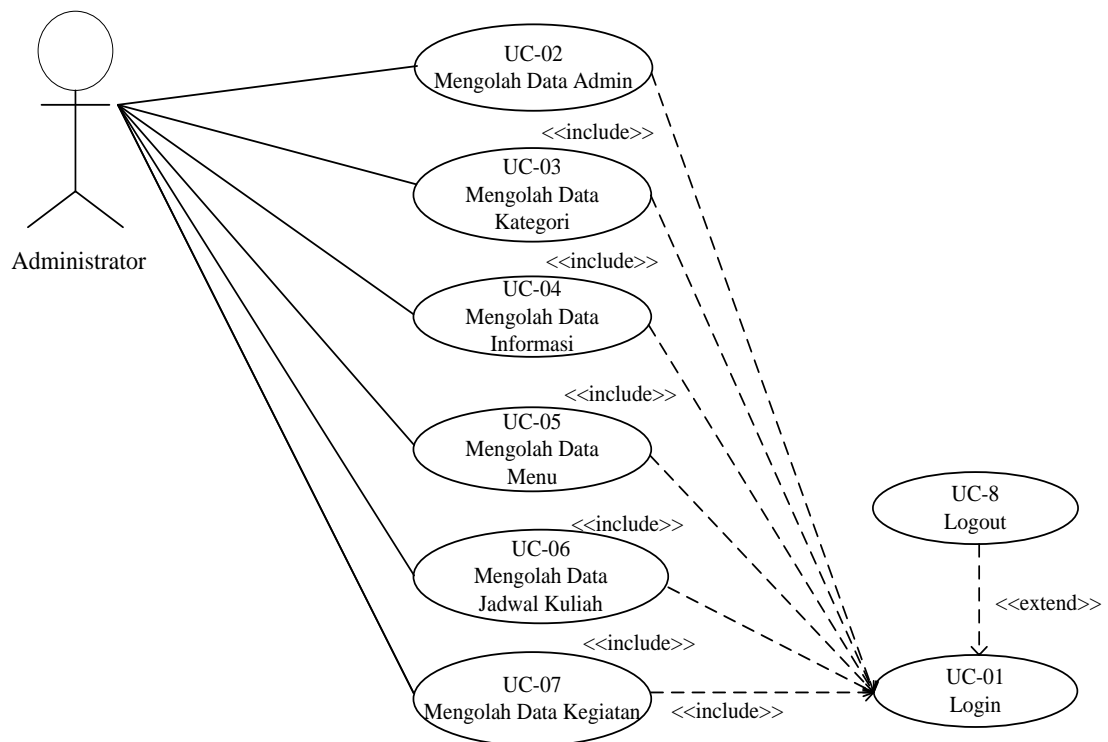 UC-02
Mengolah Data Admin
<<include>>
UC-03
Mengolah Data
Kategori
Administrator
<<include>>
UC-04
Mengolah Data
Informasi
<<include>>
UC-05
Mengolah Data
Menu
UC-8
Logout
<<include>>
UC-06
Mengolah Data
Jadwal Kuliah
<<extend>>
<<include>>
UC-07
Mengolah Data Kegiatan
<<include>>
UC-01
Login